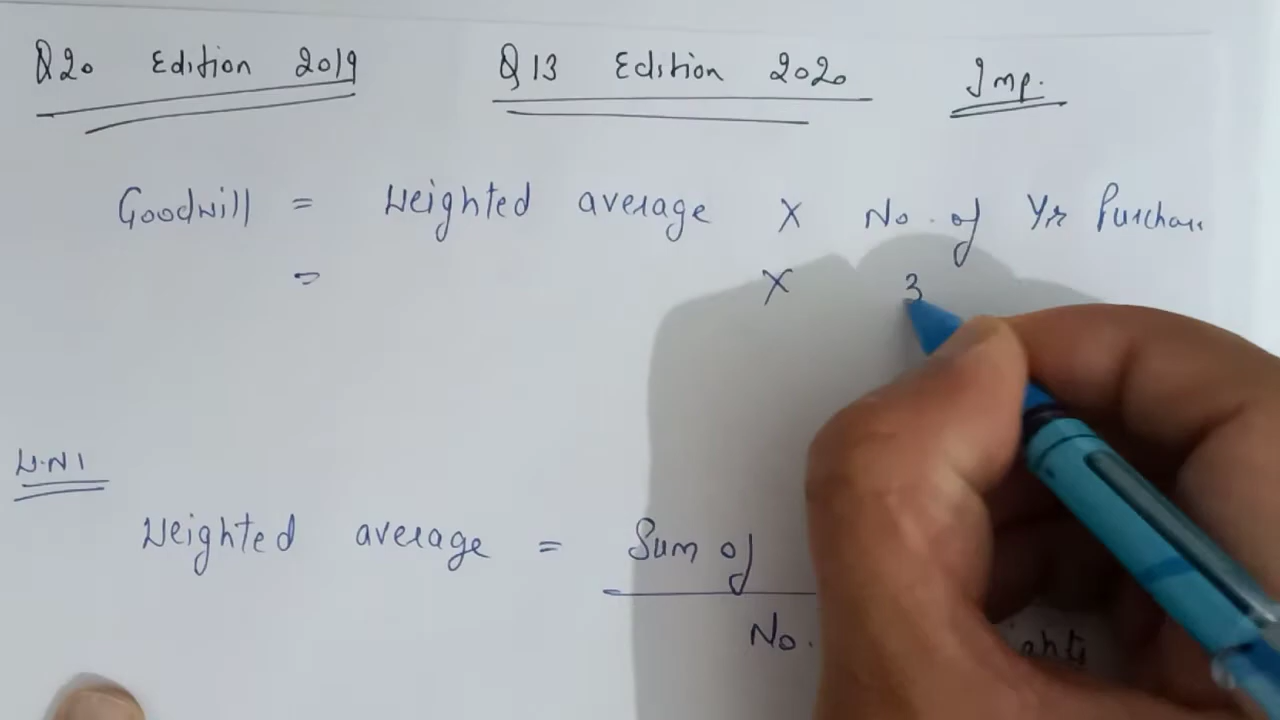 Q20 Edition 2019 Q13 Edition 2020 Imp.
Goodwill = Weighted average X No. of Yr Purchase
= X 3
W.N 1
Weighted average = Sum of
No.